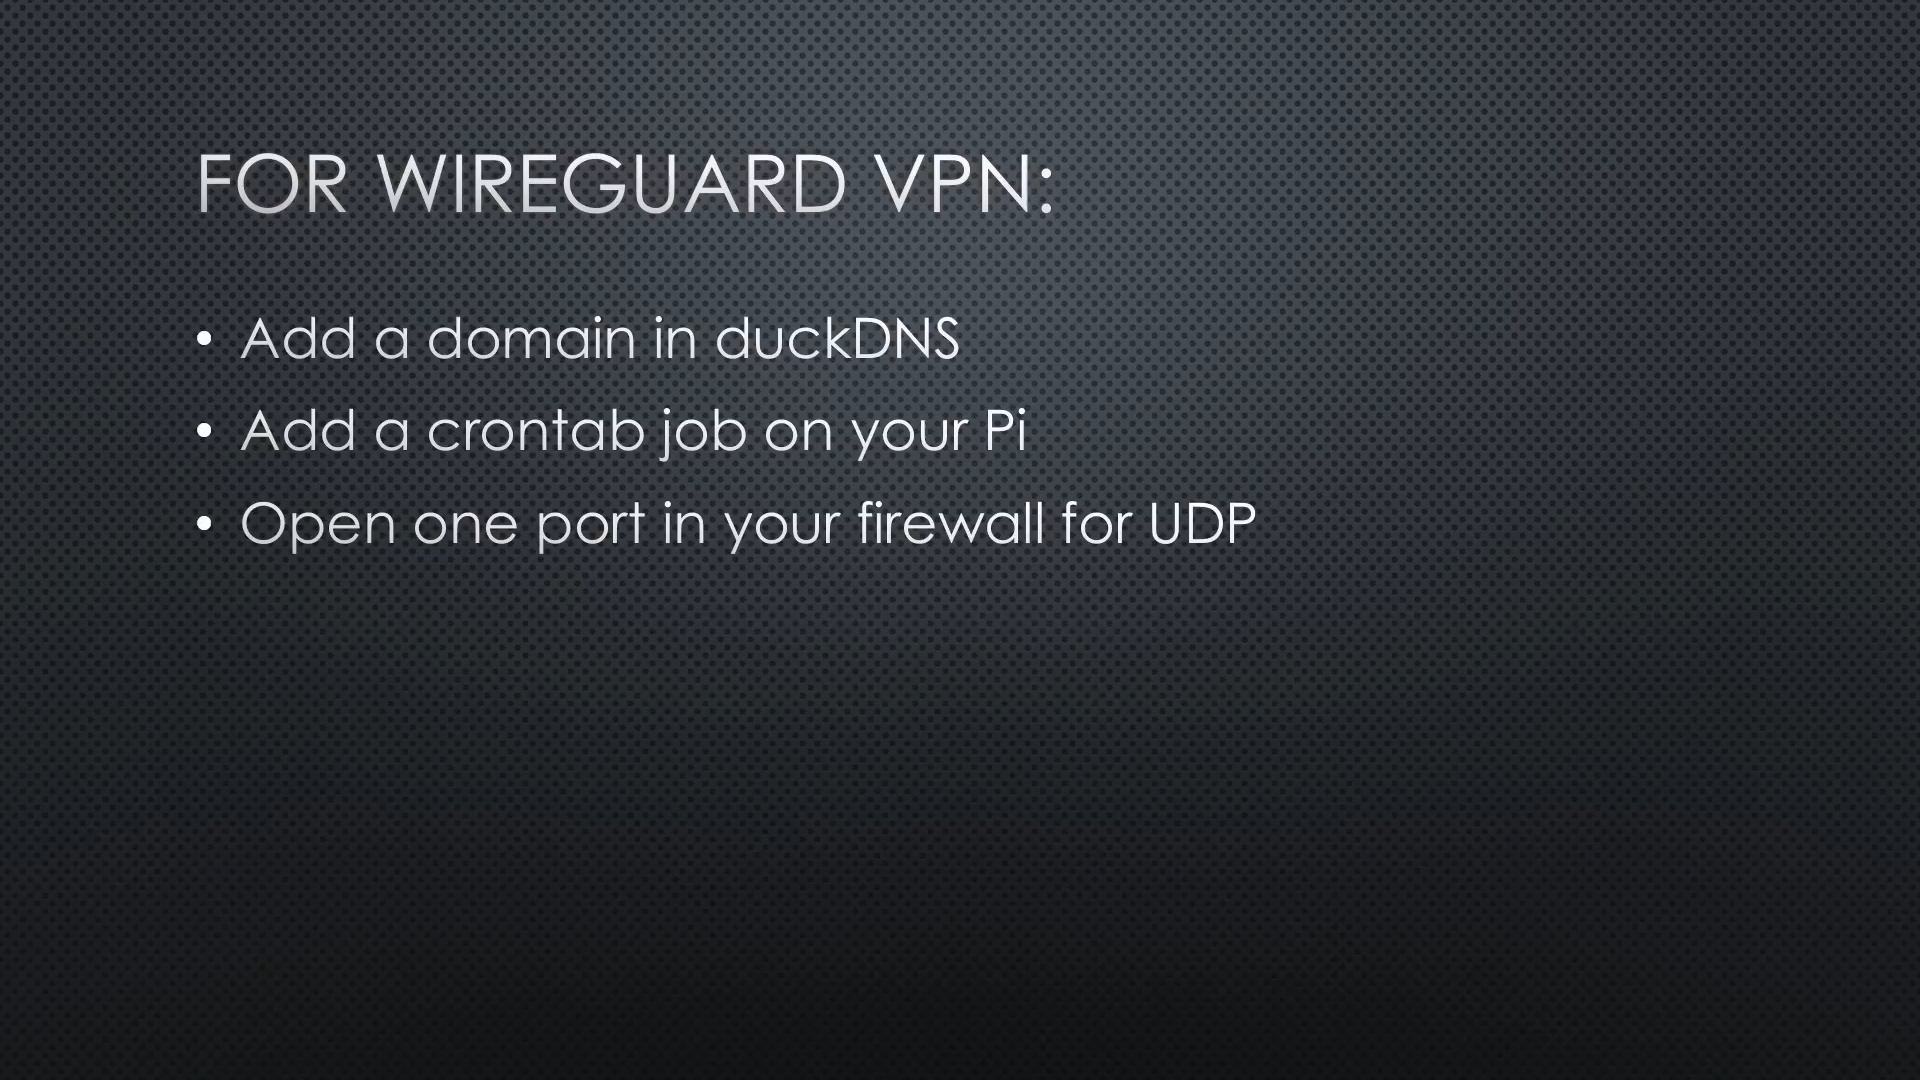 FOR WIREGUARD VPN:
• Add a domain in duckDNS
• Add a crontab job on your Pi
• Open one port in your firewall for UDP